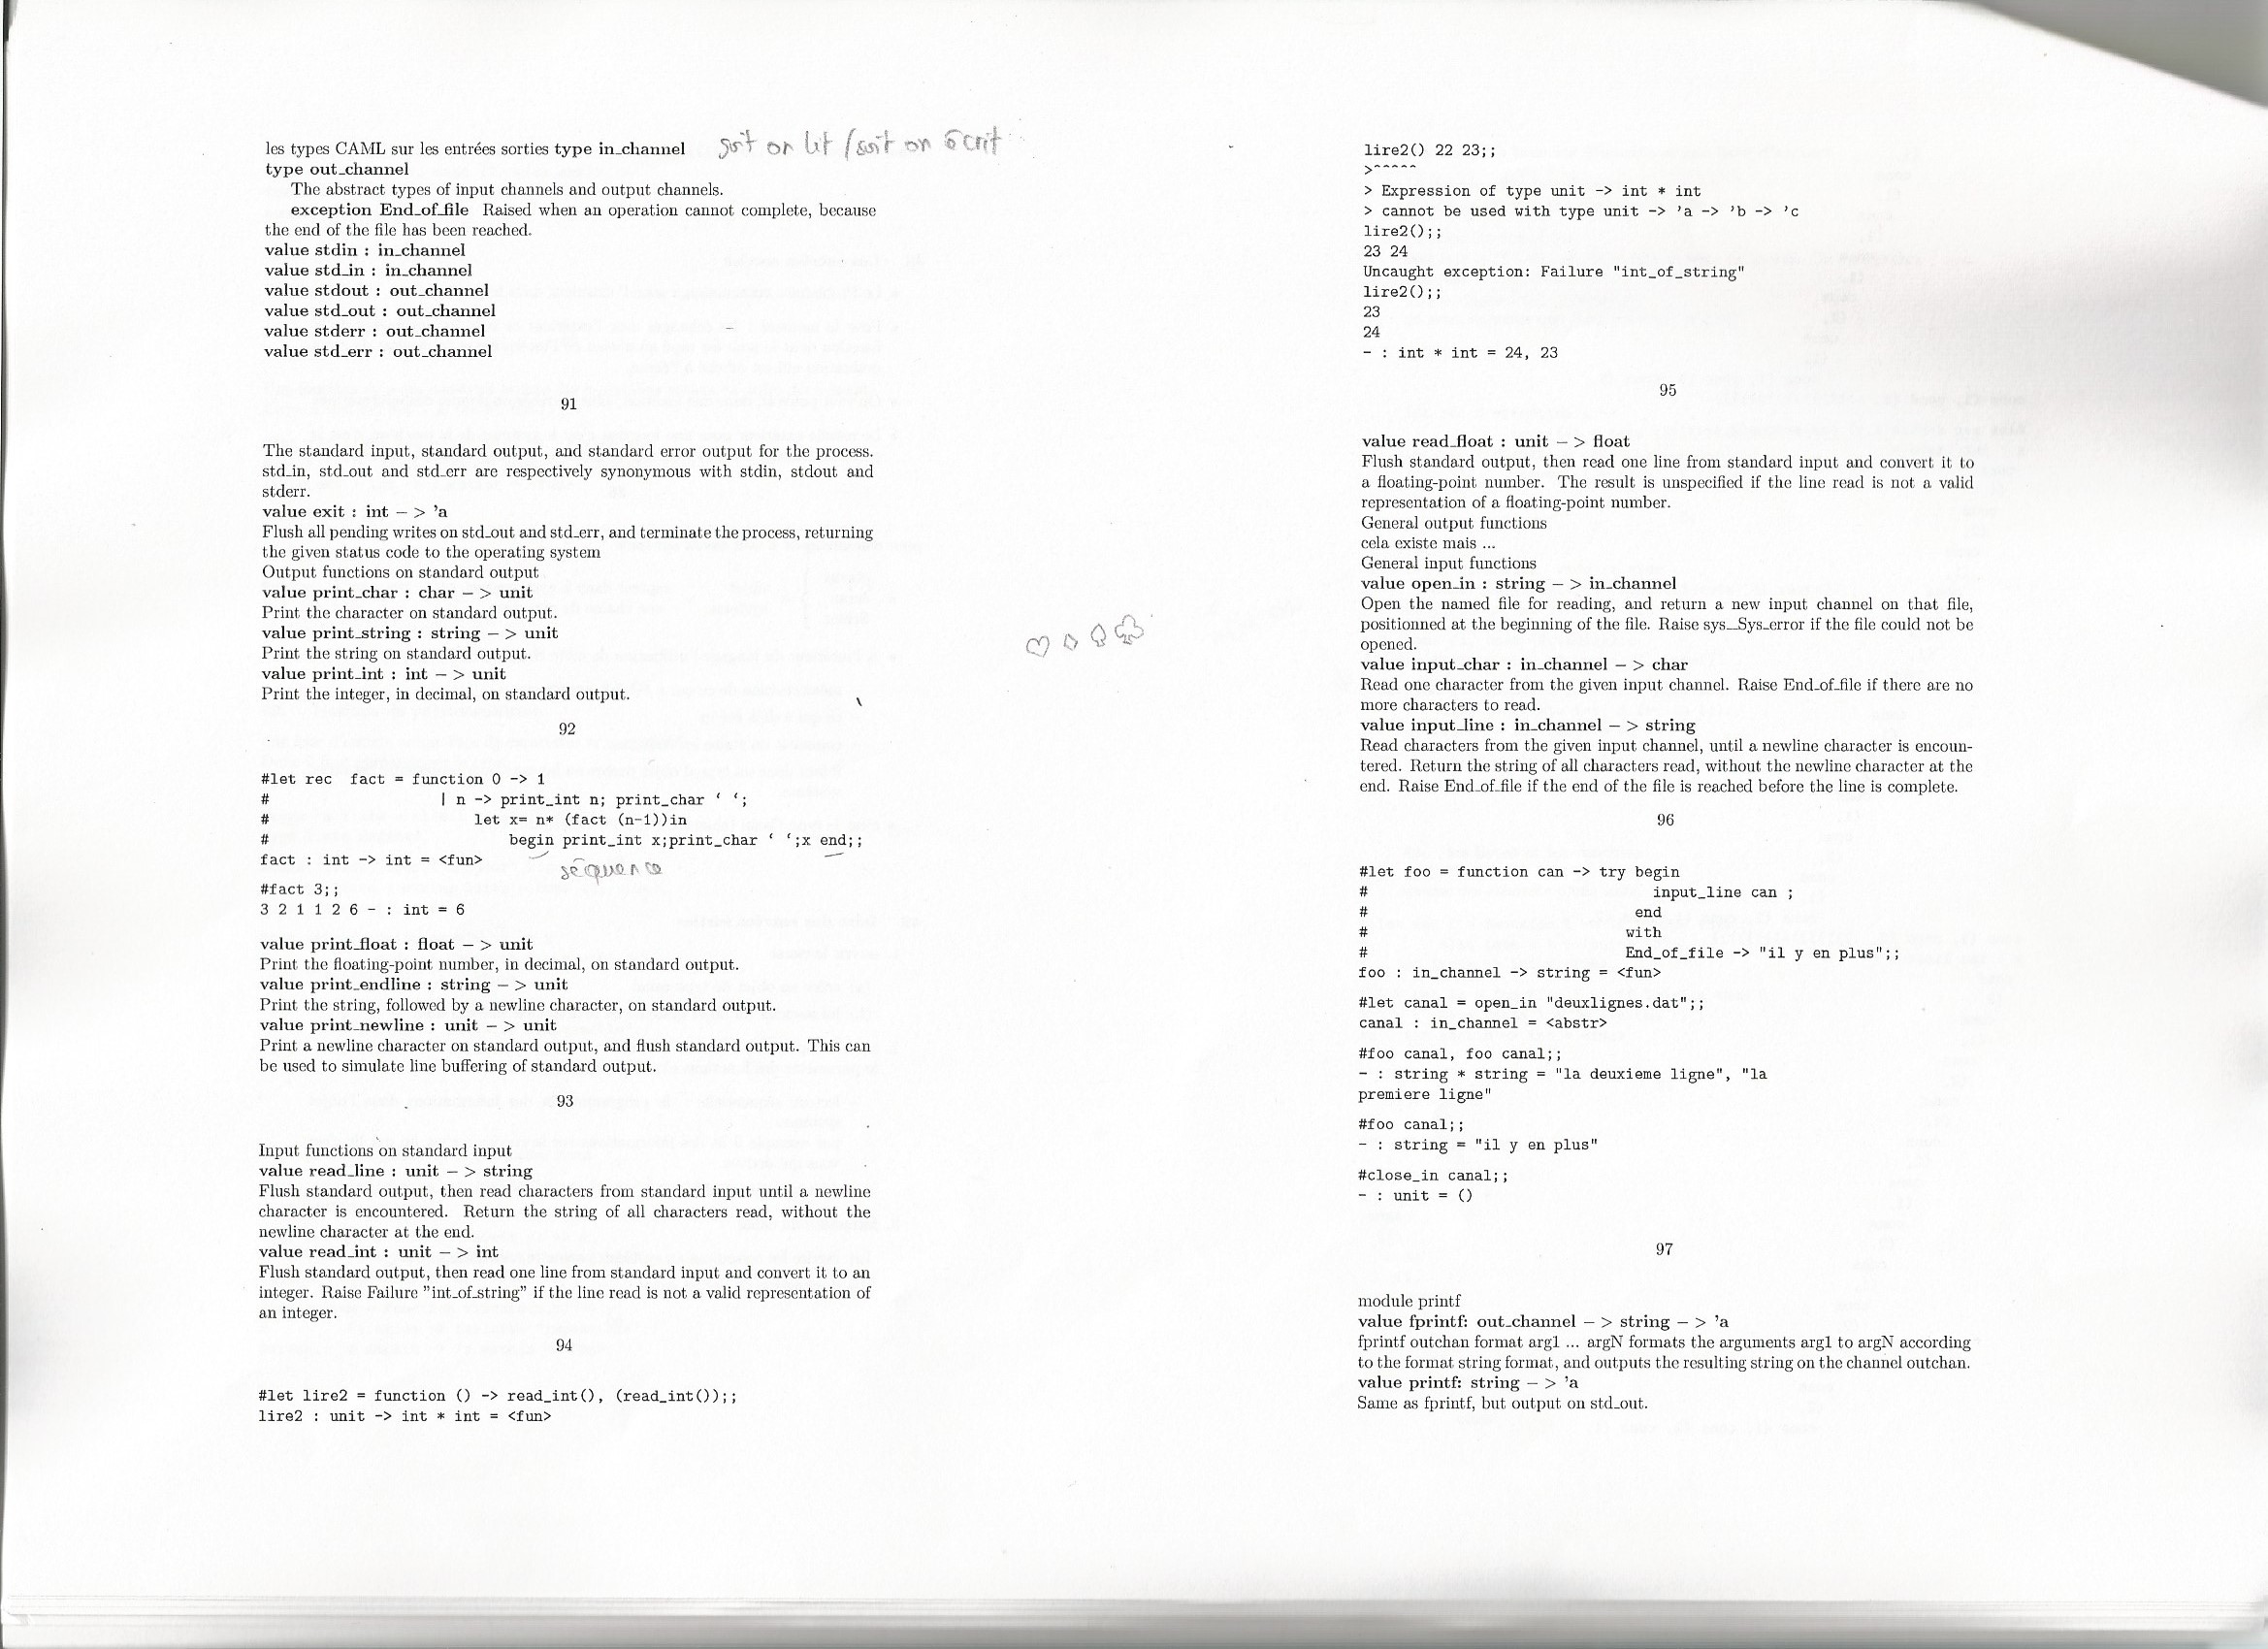 les types CAML sur les entrées sorties type in_channel soit on lit / soit on écrit
type out_channel
The abstract types of input channels and output channels.
exception End_of_file Raised when an operation cannot complete, because
the end of the file has been reached.
value stdin : in_channel
value std_in : in_channel
value stdout : out_channel
value std_out : out_channel
value stderr : out_channel
value std_err : out_channel
91
The standard input, standard output, and standard error output for the process.
std_in, std_out and std_err are respectively synonymous with stdin, stdout and
stderr.
value exit : int − > 'a
Flush all pending writes on std_out and std_err, and terminate the process, returning
the given status code to the operating system
Output functions on standard output
value print_char : char − > unit
Print the character on standard output.
value print_string : string − > unit
Print the string on standard output.
value print_int : int − > unit
Print the integer, in decimal, on standard output.
92
#let rec  fact = function 0 -> 1
#                    | n -> print_int n; print_char ‘ ‘;
#                        let x= n* (fact (n-1))in
#                            begin print_int x;print_char ‘ ‘;x end;;
fact : int -> int = <fun>
séquence
#fact 3;;
3 2 1 1 2 6 - : int = 6
value print_float : float − > unit
Print the floating-point number, in decimal, on standard output.
value print_endline : string − > unit
Print the string, followed by a newline character, on standard output.
value print_newline : unit − > unit
Print a newline character on standard output, and flush standard output. This can
be used to simulate line buffering of standard output.
93
Input functions on standard input
value read_line : unit − > string
Flush standard output, then read characters from standard input until a newline
character is encountered. Return the string of all characters read, without the
newline character at the end.
value read_int : unit − > int
Flush standard output, then read one line from standard input and convert it to an
integer. Raise Failure ”int_of_string” if the line read is not a valid representation of
an integer.
94
#let lire2 = function () -> read_int(), (read_int());;
lire2 : unit -> int * int = <fun>
lire2() 22 23;;
>^^^^^
> Expression of type unit -> int * int
> cannot be used with type unit -> 'a -> 'b -> 'c
lire2();;
23 24
Uncaught exception: Failure "int_of_string"
lire2();;
23
24
- : int * int = 24, 23
95
value read_float : unit − > float
Flush standard output, then read one line from standard input and convert it to
a floating-point number. The result is unspecified if the line read is not a valid
representation of a floating-point number.
General output functions
cela existe mais ...
General input functions
value open_in : string − > in_channel
Open the named file for reading, and return a new input channel on that file,
positionned at the beginning of the file. Raise sys__Sys_error if the file could not be
opened.
value input_char : in_channel − > char
Read one character from the given input channel. Raise End_of_file if there are no
more characters to read.
value input_line : in_channel − > string
Read characters from the given input channel, until a newline character is encoun-
tered. Return the string of all characters read, without the newline character at the
end. Raise End_of_file if the end of the file is reached before the line is complete.
96
#let foo = function can -> try begin
#                                 input_line can ;
#                               end
#                              with
#                              End_of_file -> "il y en plus";;
foo : in_channel -> string = <fun>
#let canal = open_in "deuxlignes.dat";;
canal : in_channel = <abstr>
#foo canal, foo canal;;
- : string * string = "la deuxieme ligne", "la
premiere ligne"
#foo canal;;
- : string = "il y en plus"
#close_in canal;;
- : unit = ()
97
module printf
value fprintf: out_channel − > string − > 'a
fprintf outchan format arg1 ... argN formats the arguments arg1 to argN according
to the format string format, and outputs the resulting string on the channel outchan.
value printf: string − > 'a
Same as fprintf, but output on std_out.